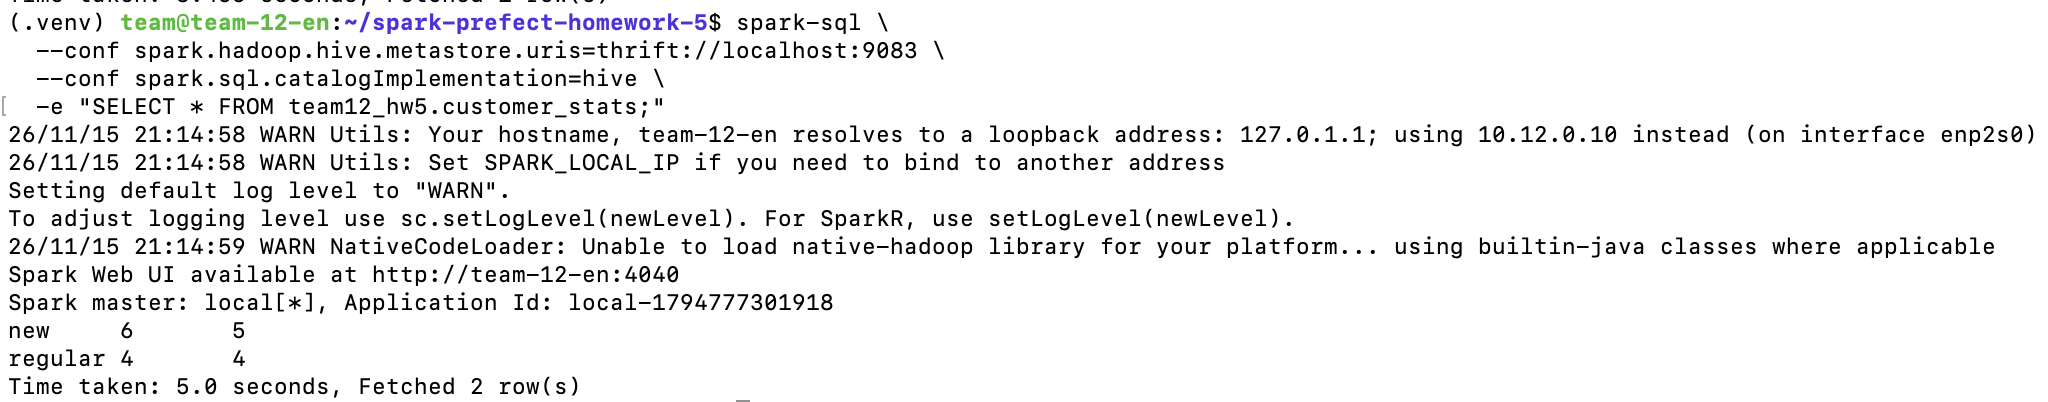 (.venv) team@team-12-en:~/spark-prefect-homework-5$ spark-sql \
  --conf spark.hadoop.hive.metastore.uris=thrift://localhost:9083 \
  --conf spark.sql.catalogImplementation=hive \
[  -e "SELECT * FROM team12_hw5.customer_stats;"
26/11/15 21:14:58 WARN Utils: Your hostname, team-12-en resolves to a loopback address: 127.0.1.1; using 10.12.0.10 instead (on interface enp2s0)
26/11/15 21:14:58 WARN Utils: Set SPARK_LOCAL_IP if you need to bind to another address
Setting default log level to "WARN".
To adjust logging level use sc.setLogLevel(newLevel). For SparkR, use setLogLevel(newLevel).
26/11/15 21:14:59 WARN NativeCodeLoader: Unable to load native-hadoop library for your platform... using builtin-java classes where applicable
Spark Web UI available at http://team-12-en:4040
Spark master: local[*], Application Id: local-1794777301918
new     6       5
regular 4       4
Time taken: 5.0 seconds, Fetched 2 row(s)